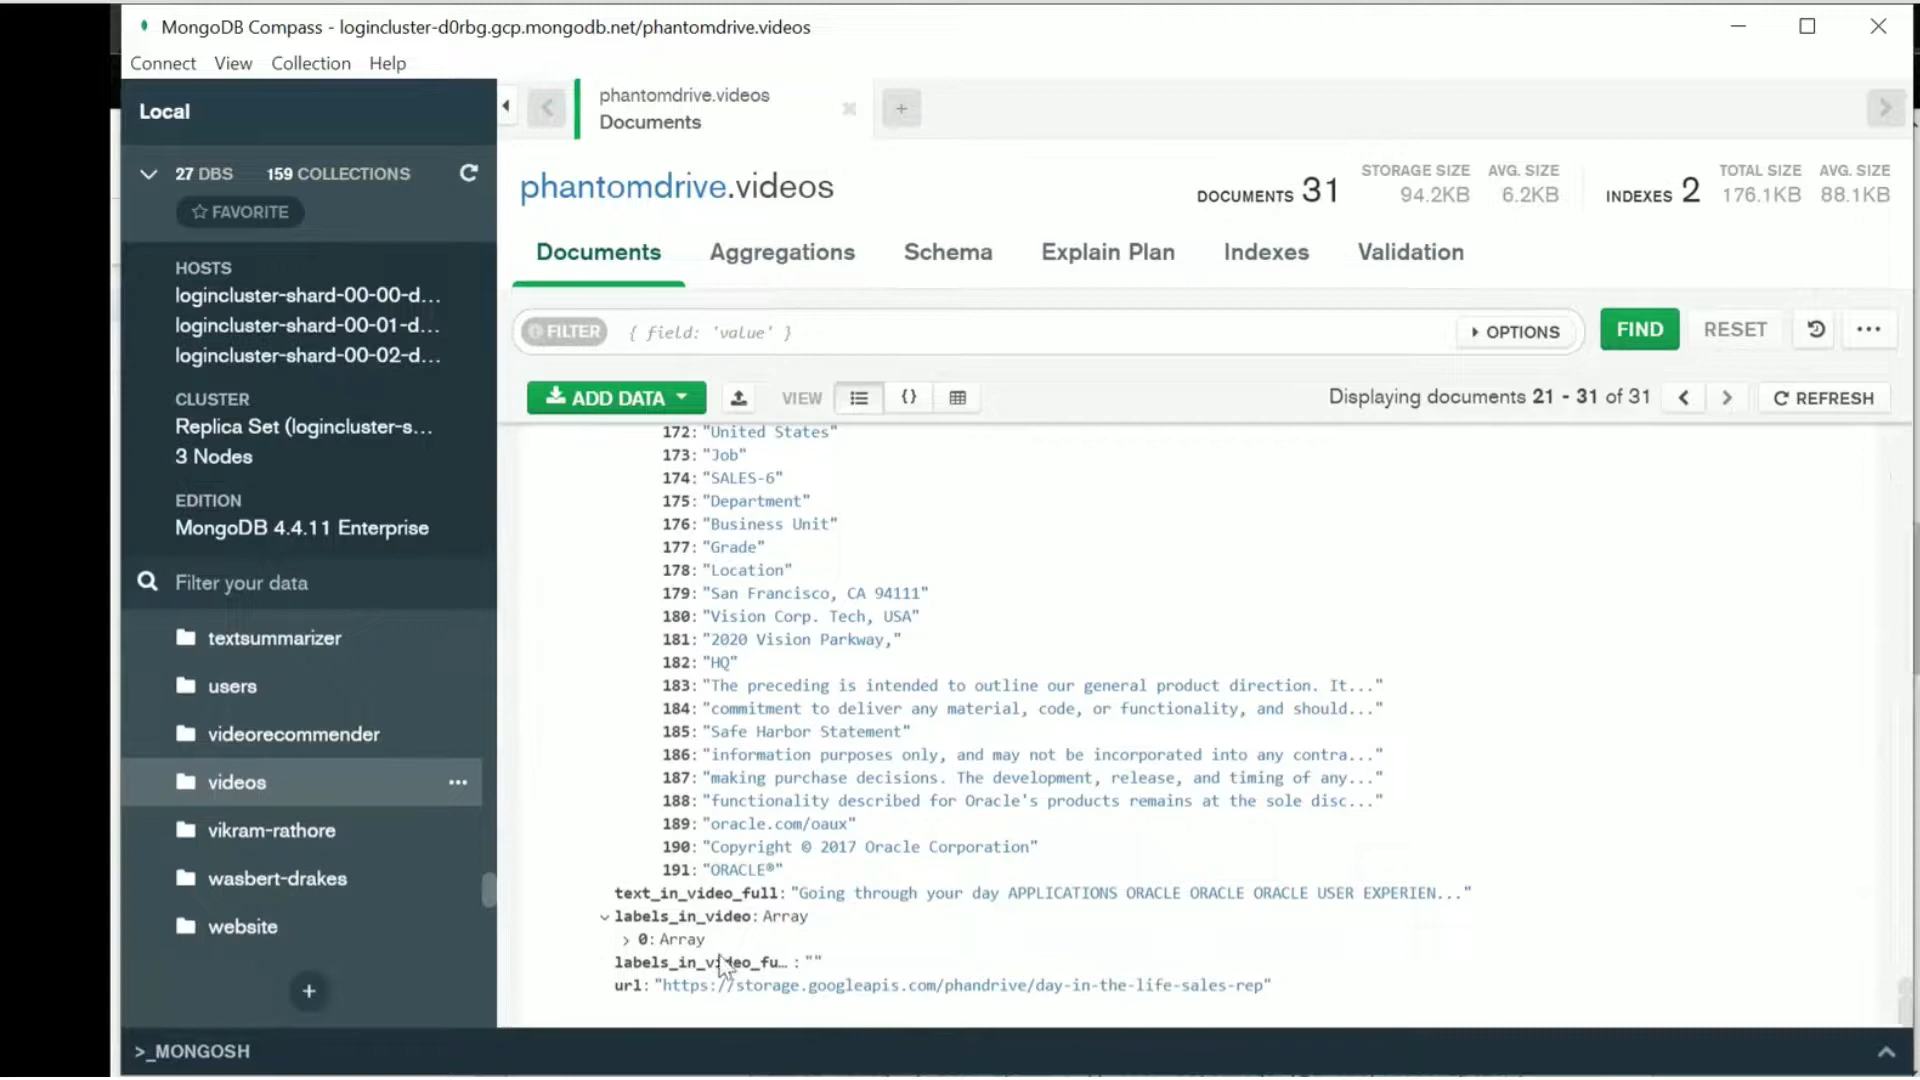 MongoDB Compass - logincluster-d0rbg.gcp.mongodb.net/phantomdrive.videos
Connect View Collection Help
Local
27 DBS 159 COLLECTIONS
FAVORITE
HOSTS
logincluster-shard-00-00-d...
logincluster-shard-00-01-d...
logincluster-shard-00-02-d...
CLUSTER
Replica Set (logincluster-s...
3 Nodes
EDITION
MongoDB 4.4.11 Enterprise
Filter your data
textsummarizer
users
videorecommender
videos
vikram-rathore
wasbert-drakes
website
+
>_MONGOSH
phantomdrive.videos
Documents
phantomdrive.videos
DOCUMENTS 31
STORAGE SIZE
94.2KB
AVG. SIZE
6.2KB
INDEXES 2
TOTAL SIZE
176.1KB
AVG. SIZE
88.1KB
Documents Aggregations Schema Explain Plan Indexes Validation
FILTER { field: 'value' } OPTIONS FIND RESET ...
ADD DATA VIEW {} Displaying documents 21 - 31 of 31 < > REFRESH
172: "United States"
173: "Job"
174: "SALES-6"
175: "Department"
176: "Business Unit"
177: "Grade"
178: "Location"
179: "San Francisco, CA 94111"
180: "Vision Corp. Tech, USA"
181: "2020 Vision Parkway,"
182: "HQ"
183: "The preceding is intended to outline our general product direction. It..."
184: "commitment to deliver any material, code, or functionality, and should..."
185: "Safe Harbor Statement"
186: "information purposes only, and may not be incorporated into any contra..."
187: "making purchase decisions. The development, release, and timing of any..."
188: "functionality described for Oracle's products remains at the sole disc..."
189: "oracle.com/oaux"
190: "Copyright © 2017 Oracle Corporation"
191: "ORACLE®"
text_in_video_full: "Going through your day APPLICATIONS ORACLE ORACLE ORACLE USER EXPERIEN..."
labels_in_video: Array
0: Array
labels_in_video_fu… : ""
url: "https://storage.googleapis.com/phandrive/day-in-the-life-sales-rep"